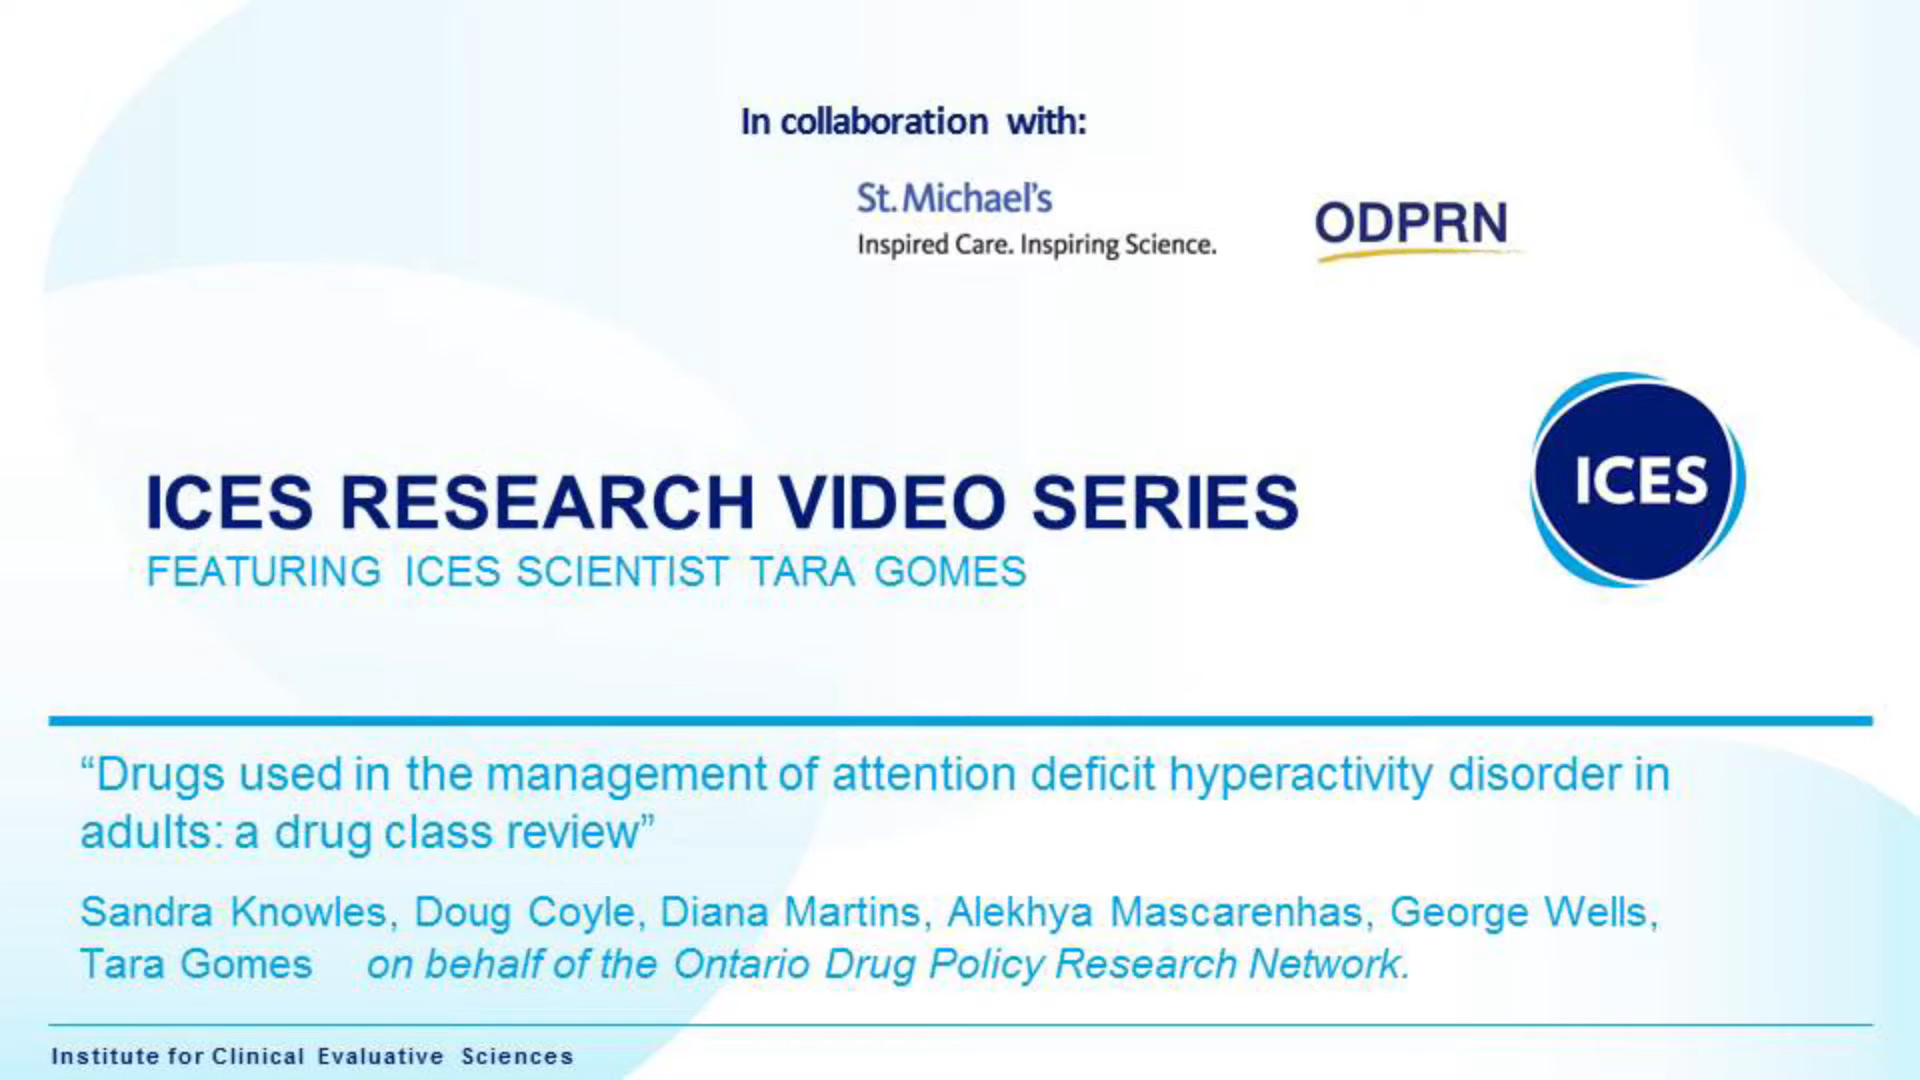 In collaboration with:
St. Michael's
Inspired Care. Inspiring Science.
ODPRN
ICES
ICES RESEARCH VIDEO SERIES
FEATURING ICES SCIENTIST TARA GOMES
“Drugs used in the management of attention deficit hyperactivity disorder in
adults: a drug class review”
Sandra Knowles, Doug Coyle, Diana Martins, Alekhya Mascarenhas, George Wells,
Tara Gomes on behalf of the Ontario Drug Policy Research Network.
Institute for Clinical Evaluative Sciences